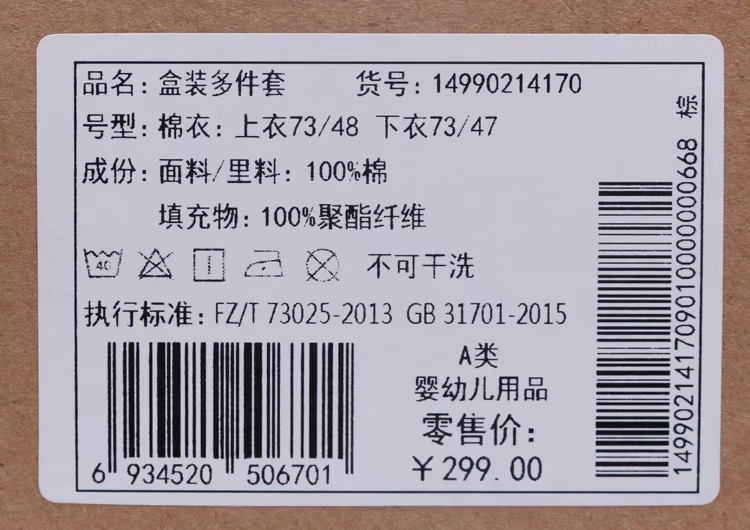 品名：盒装多件套 货号：14990214170
号型：棉衣：上衣73/48 下衣73/47
成份：面料/里料：100%棉
填充物：100%聚酯纤维
40 不可干洗
执行标准：FZ/T 73025-2013 GB 31701-2015
A类
婴幼儿用品
零售价：
￥299.00
6 934520 506701
149902141709010000000668 棕